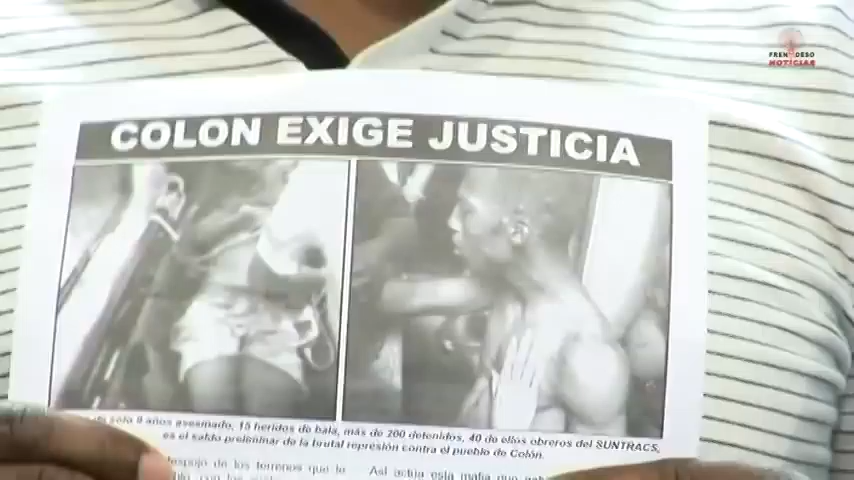 FRENADESO
NOTICIAS
COLON EXIGE JUSTICIA
de solo 9 años asesinado, 15 heridos de bala, más de 200 detenidos, 40 de ellos obreros del SUNTRACS,
es el saldo preliminar de la brutal represión contra el pueblo de Colón.
despojo de los terrenos que le
Así actúa esta mafia que